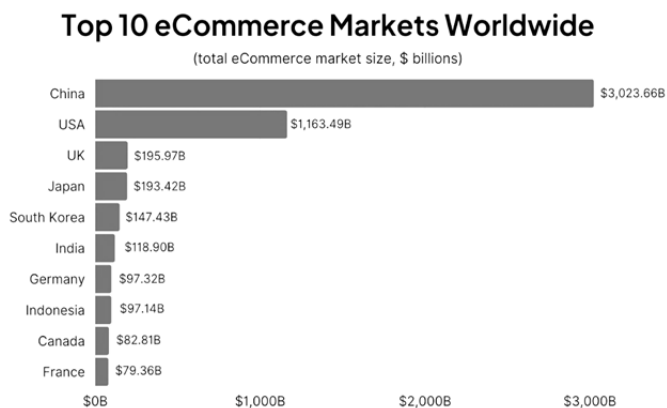 Top 10 eCommerce Markets Worldwide
(total eCommerce market size, $ billions)
China $3,023.66B
USA $1,163.49B
UK $195.97B
Japan $193.42B
South Korea $147.43B
India $118.90B
Germany $97.32B
Indonesia $97.14B
Canada $82.81B
France $79.36B
$0B $1,000B $2,000B $3,000B